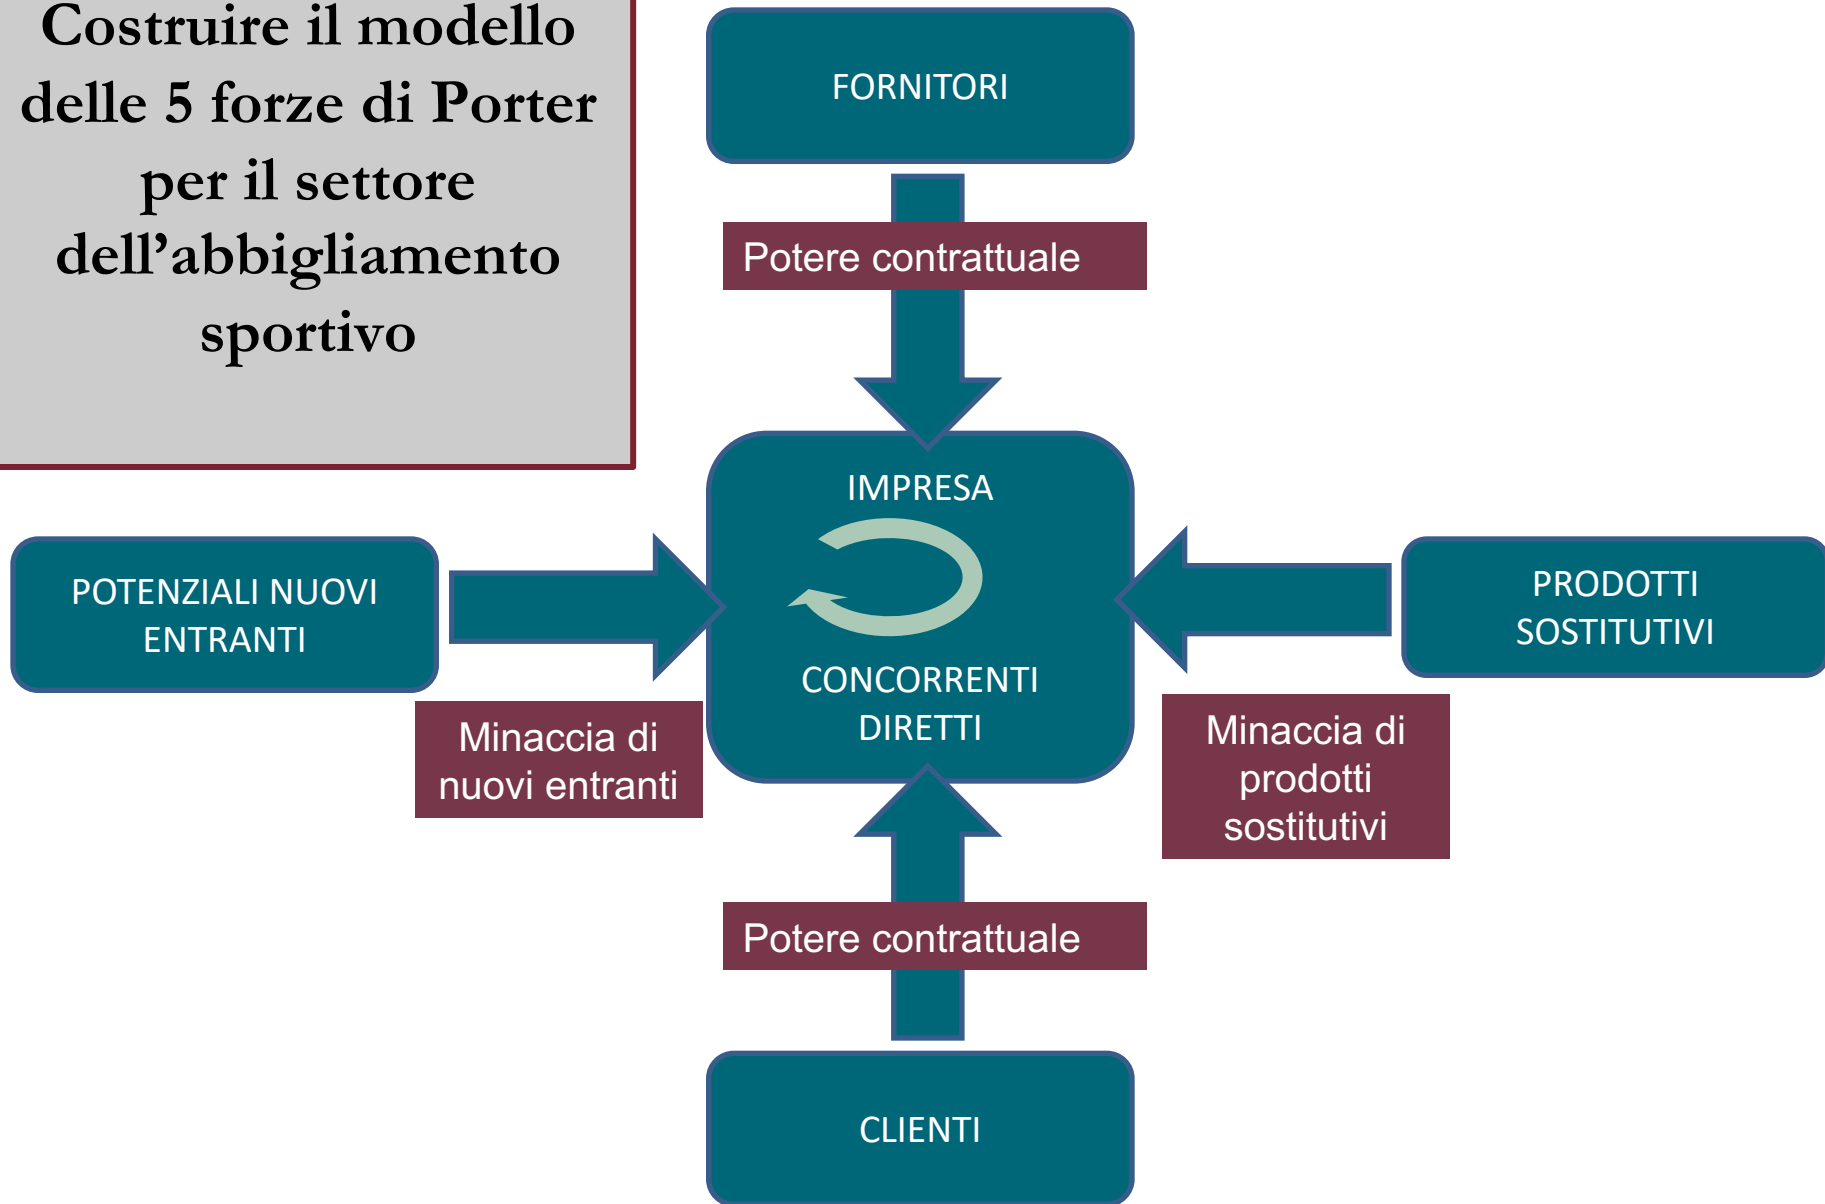 Costruire il modello
delle 5 forze di Porter
per il settore
dell’abbigliamento
sportivo
FORNITORI
Potere contrattuale
IMPRESA
CONCORRENTI
DIRETTI
POTENZIALI NUOVI
ENTRANTI
Minaccia di
nuovi entranti
PRODOTTI
SOSTITUTIVI
Minaccia di
prodotti
sostitutivi
Potere contrattuale
CLIENTI